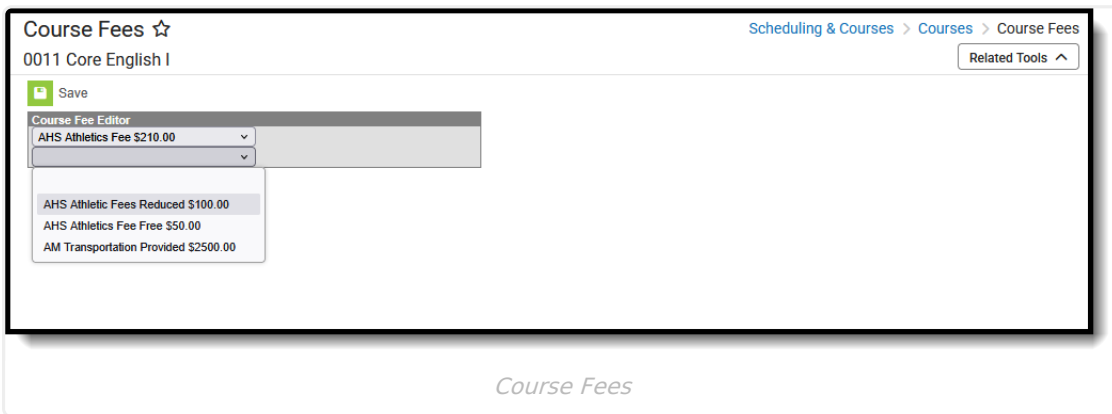 Course Fees
Scheduling & Courses > Courses > Course Fees
0011 Core English I
Related Tools
Save
Course Fee Editor
AHS Athletics Fee $210.00
AHS Athletic Fees Reduced $100.00
AHS Athletics Fee Free $50.00
AM Transportation Provided $2500.00
Course Fees